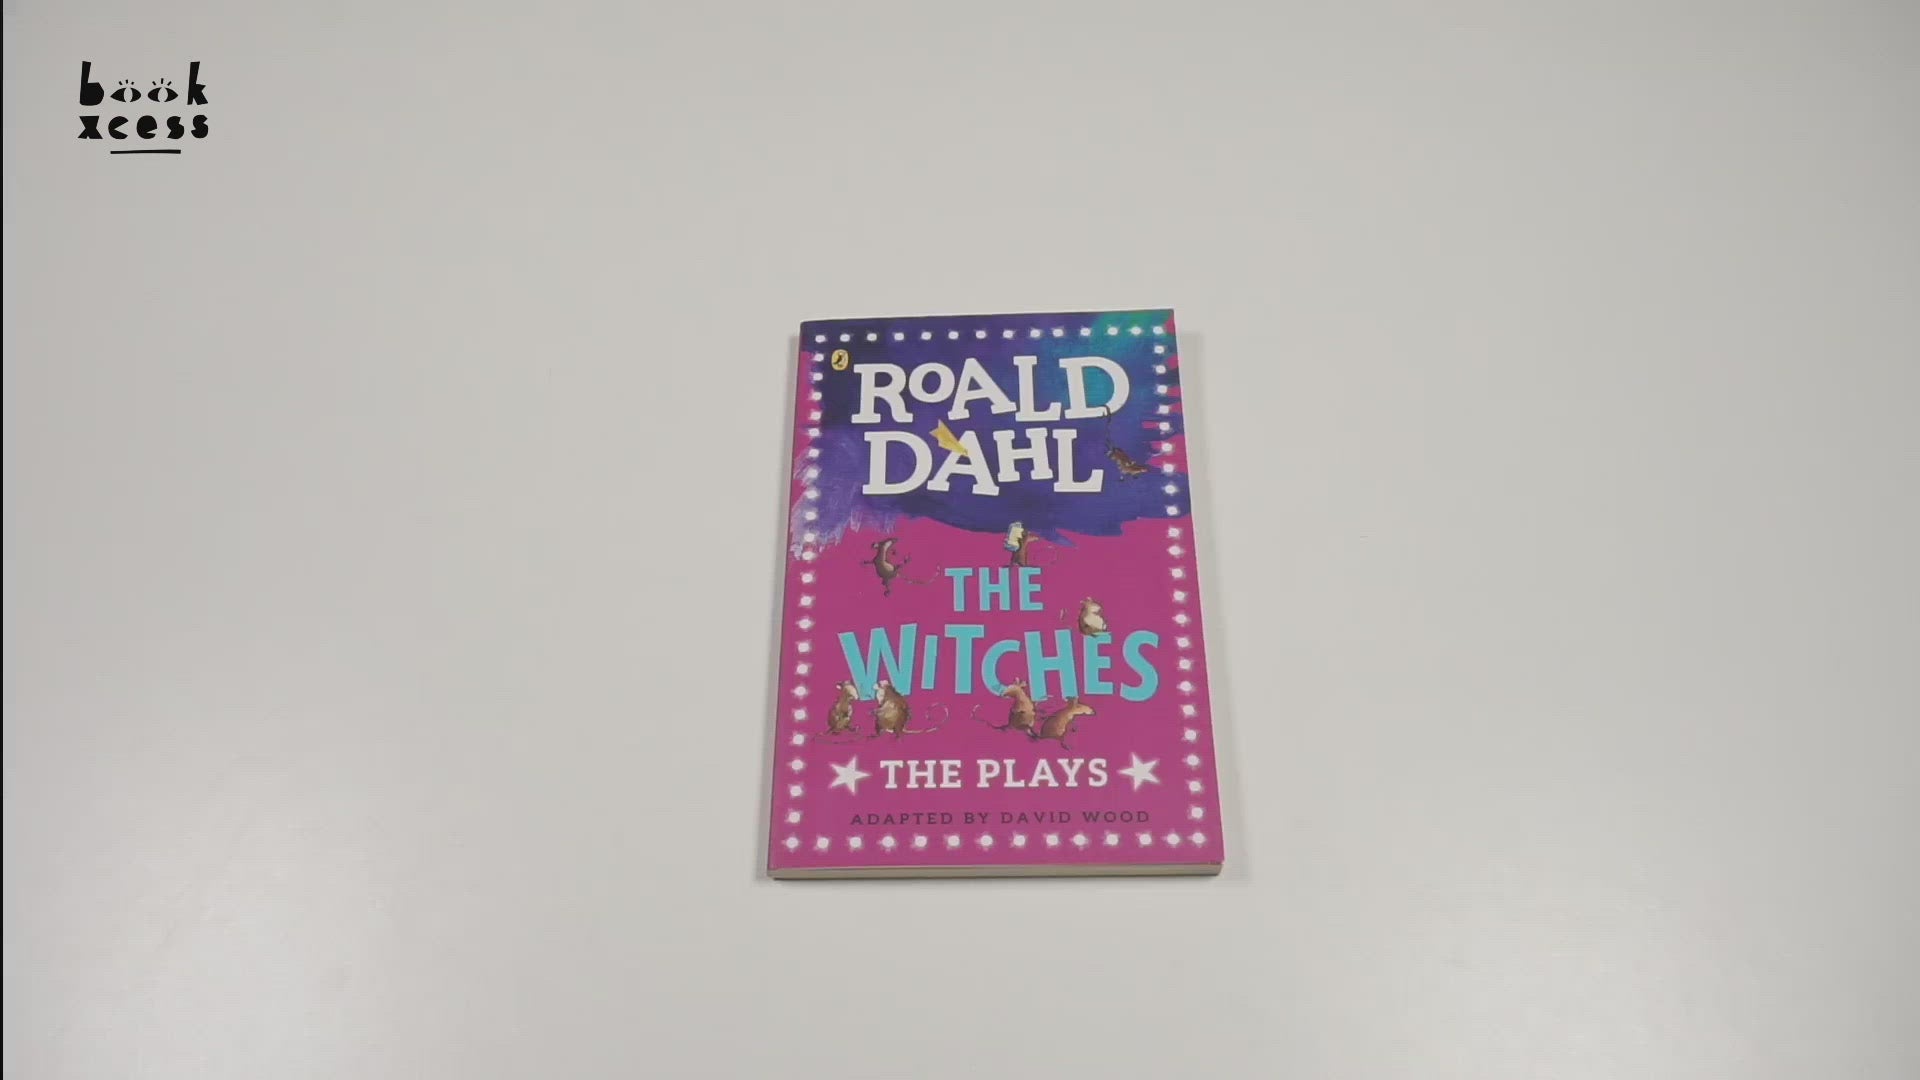 book
xcess
ROALD
DAHL
THE
WITCHES
THE PLAYS
ADAPTED BY DAVID WOOD